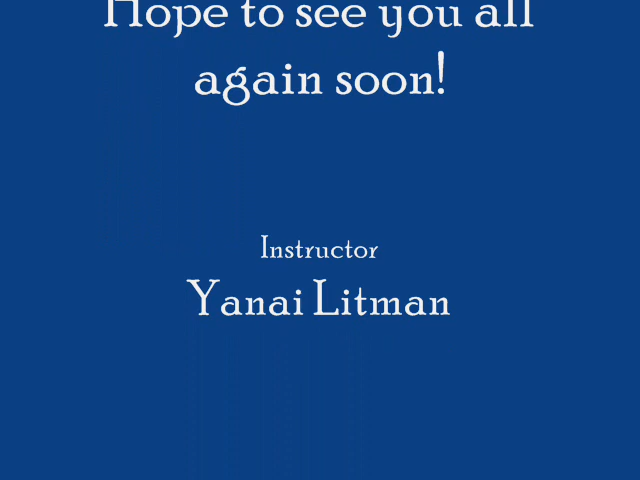 Hope to see you all
again soon!
Instructor
Yanai Litman